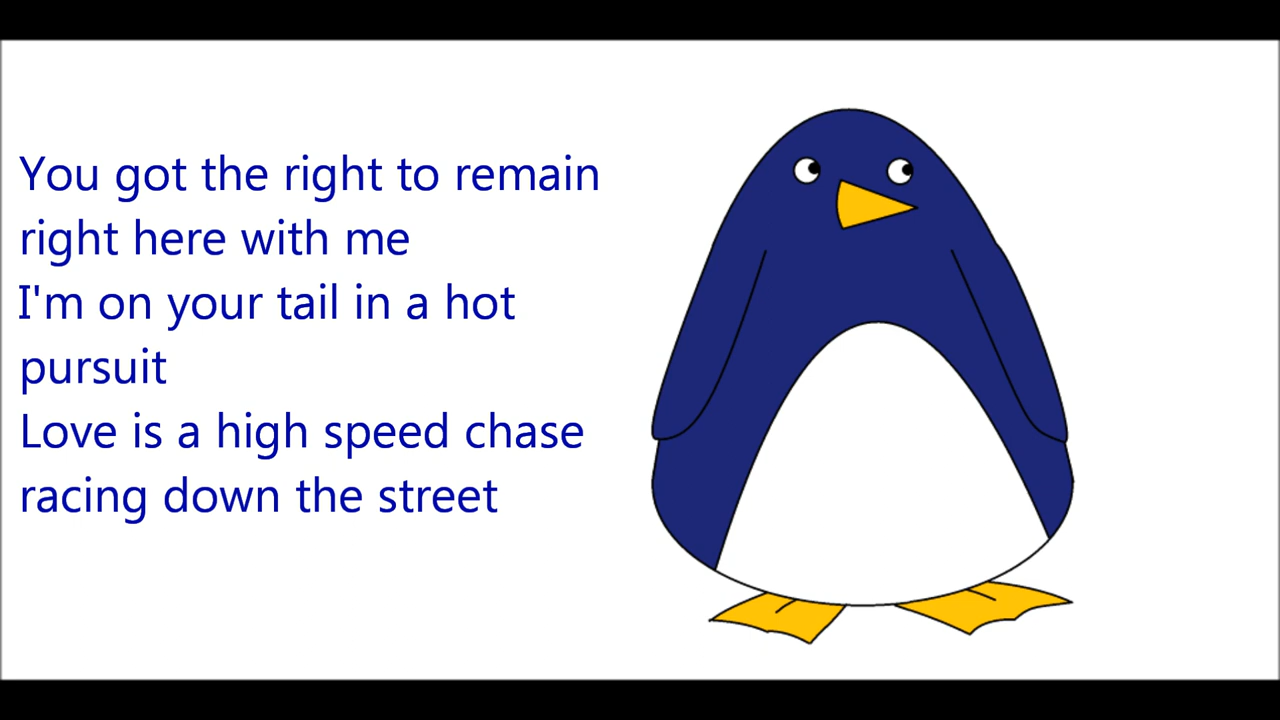 You got the right to remain
right here with me
I'm on your tail in a hot
pursuit
Love is a high speed chase
racing down the street